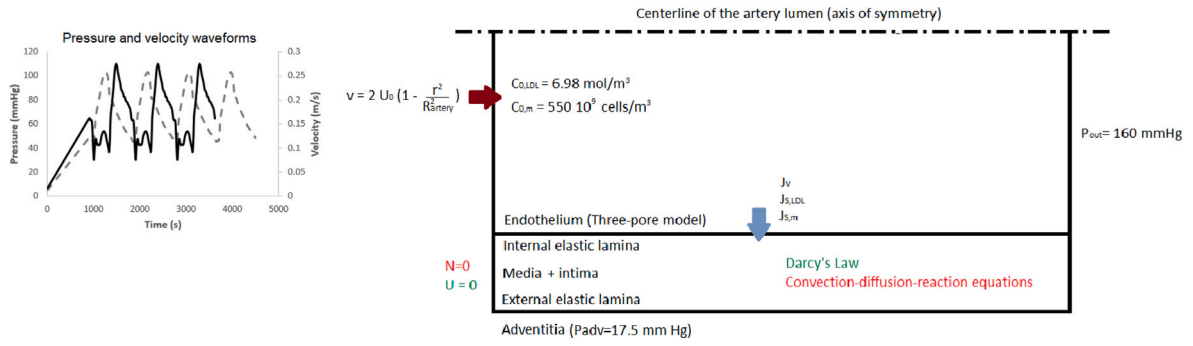 Centerline of the artery lumen (axis of symmetry)
Pressure and velocity waveforms
Pressure (mmHg)
120
100
80
60
40
20
0
0.3
0.25
0.2
0.15
0.1
0.05
0
Velocity (m/s)
0 1000 2000 3000 4000 5000
Time (s)
v = 2 U₀ (1 - r² / R²artery )
C₀,LDL = 6.98 mol/m³
C₀,m = 550 10⁹ cells/m³
Pout= 160 mmHg
Jv
Js,LDL
Js,m
Endothelium (Three-pore model)
Internal elastic lamina
N=0
U = 0
Media + intima
Darcy's Law
Convection-diffusion-reaction equations
External elastic lamina
Adventitia (Padv=17.5 mm Hg)